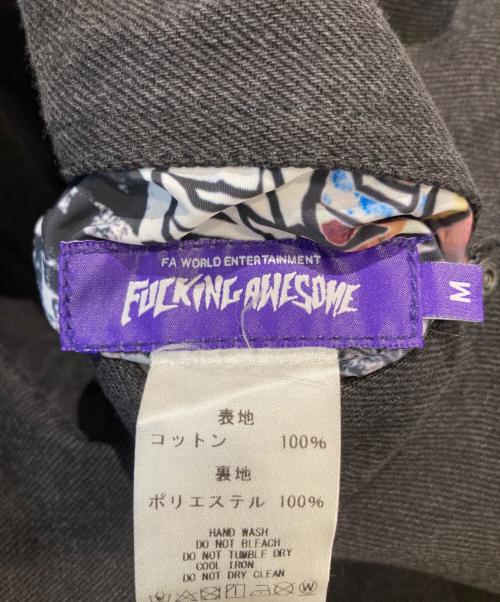 FA WORLD ENTERTAINMENT
FUCKING AWESOME
M
表地
コットン 100%
裏地
ポリエステル 100%
HAND WASH
DO NOT BLEACH
DO NOT TUMBLE DRY
COOL IRON
DO NOT DRY CLEAN
W